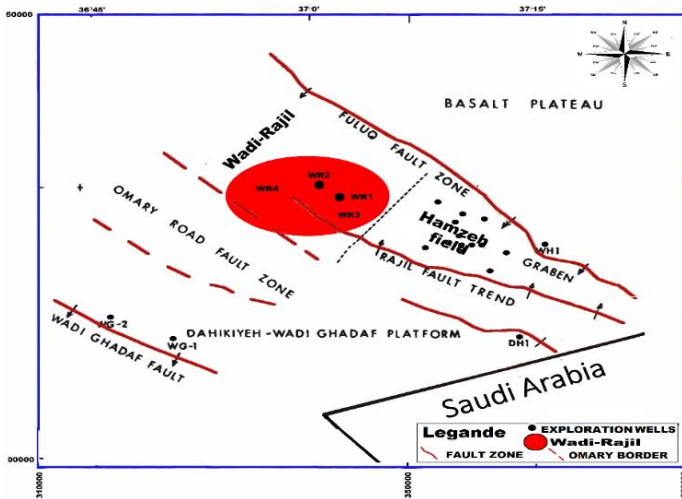 36°45'
37°0'
37°15'
50000
N
E
S
BASALT PLATEAU
FULUQ FAULT ZONE
Wadi-Rajil
WR2
WR4
WR1
WR3
OMARY ROAD FAULT ZONE
Hamzeh
field
WH1
GRABEN
RAJIL FAULT TREND
WG-2
WG-1
DAHIKIYEH-WADI GHADAF PLATFORM
DH1
WADI GHADAF FAULT
Saudi Arabia
Legande
EXPLORATION WELLS
Wadi-Rajil
FAULT ZONE
OMARY BORDER
310000
350000